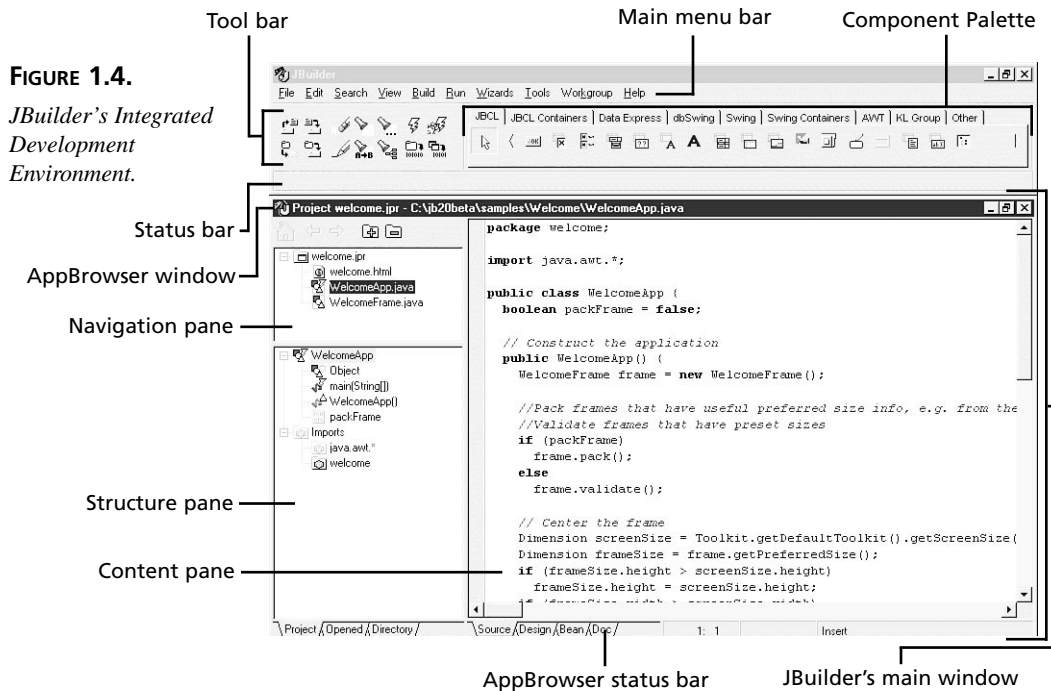 Tool bar
Main menu bar
Component Palette
FIGURE 1.4.
JBuilder's Integrated
Development
Environment.
JBuilder
File Edit Search View Build Run Wizards Tools Workgroup Help
JBCL JBCL Containers Data Express dbSwing Swing Swing Containers AWT KL Group Other
Status bar
AppBrowser window
Navigation pane
Structure pane
Content pane
Project welcome.jpr - C:\jb20beta\samples\Welcome\WelcomeApp.java
welcome.jpr
welcome.html
WelcomeApp.java
WelcomeFrame.java
WelcomeApp
Object
main(String[])
WelcomeApp()
packFrame
Imports
java.awt.*
welcome
package welcome;
import java.awt.*;
public class WelcomeApp {
boolean packFrame = false;
// Construct the application
public WelcomeApp() {
WelcomeFrame frame = new WelcomeFrame();
//Pack frames that have useful preferred size info, e.g. from the
//Validate frames that have preset sizes
if (packFrame)
frame.pack();
else
frame.validate();
// Center the frame
Dimension screenSize = Toolkit.getDefaultToolkit().getScreenSize(
Dimension frameSize = frame.getPreferredSize();
if (frameSize.height > screenSize.height)
frameSize.height = screenSize.height;
Project Opened Directory
Source Design Bean Doc
1: 1
Insert
AppBrowser status bar
JBuilder's main window